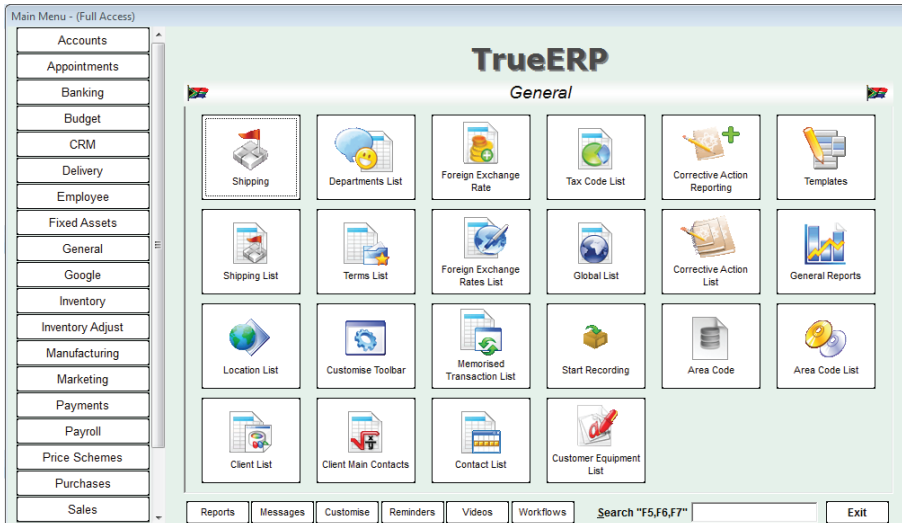 Main Menu - (Full Access)
Accounts
Appointments
Banking
Budget
CRM
Delivery
Employee
Fixed Assets
General
Google
Inventory
Inventory Adjust
Manufacturing
Marketing
Payments
Payroll
Price Schemes
Purchases
Sales
TrueERP
General
Shipping
Departments List
Foreign Exchange
Rate
Tax Code List
Corrective Action
Reporting
Templates
Shipping List
Terms List
Foreign Exchange
Rates List
Global List
Corrective Action
List
General Reports
Location List
Customise Toolbar
Memorised
Transaction List
Start Recording
Area Code
Area Code List
Client List
Client Main Contacts
Contact List
Customer Equipment
List
Reports
Messages
Customise
Reminders
Videos
Workflows
Search "F5,F6,F7"
Exit